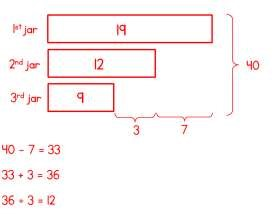 1st jar 19
2nd jar 12
3rd jar 9
40
3 7
40 - 7 = 33
33 + 3 = 36
36 ÷ 3 = 12